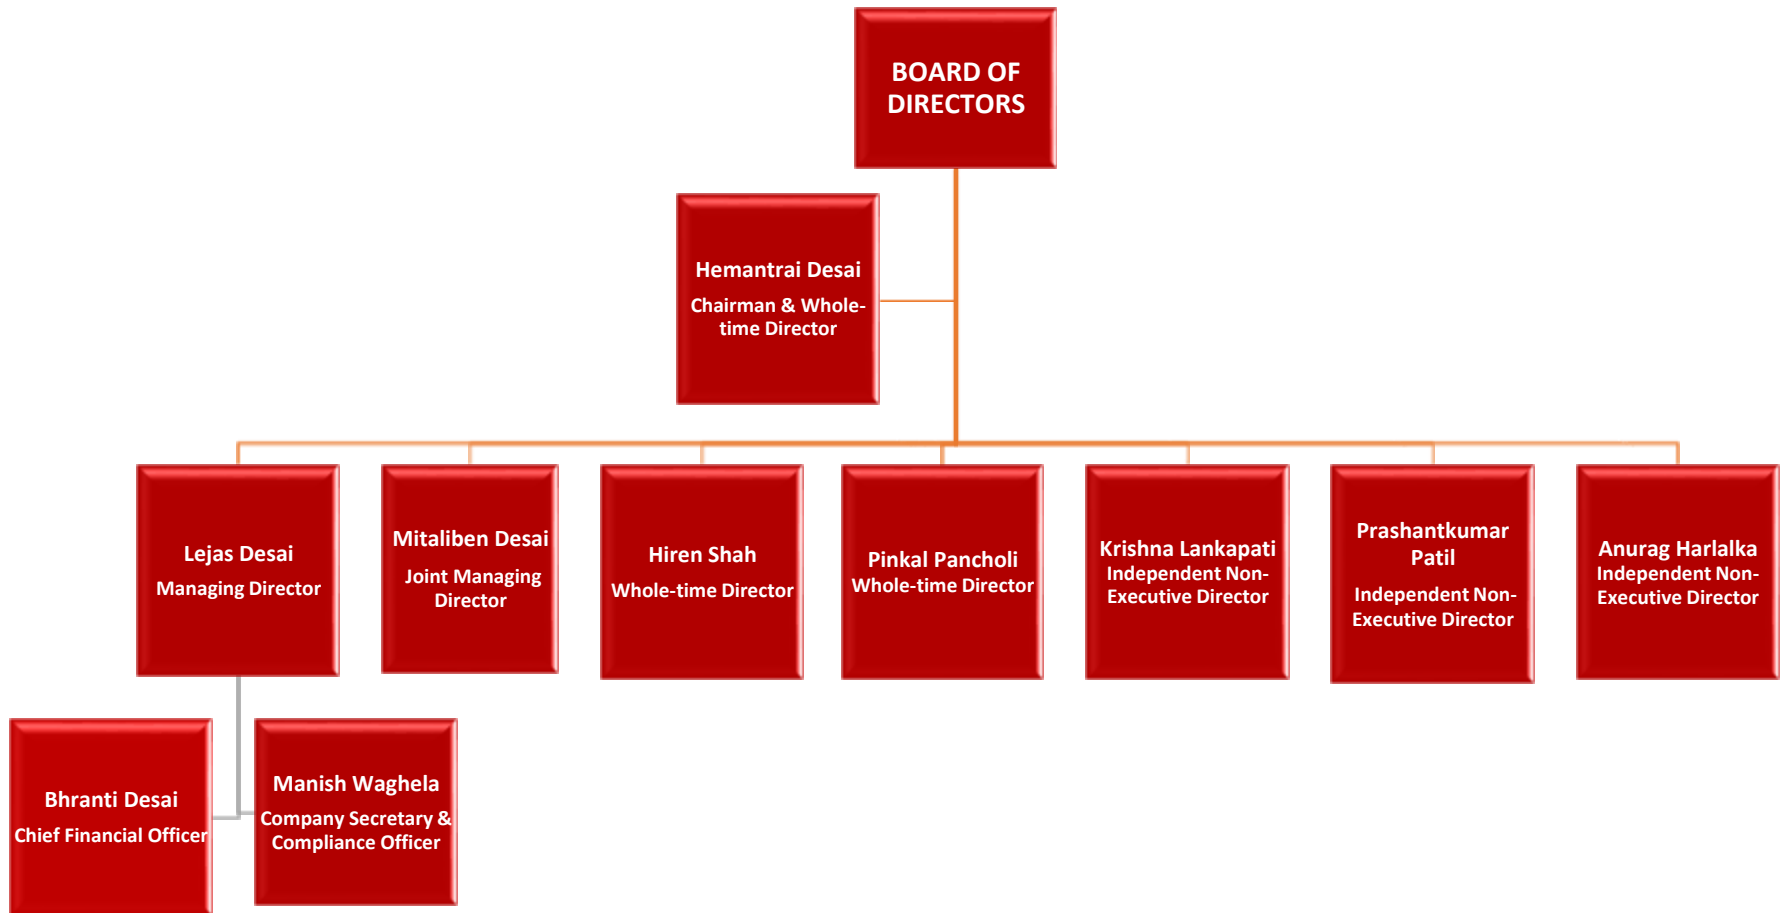 BOARD OF
DIRECTORS
Hemantrai Desai
Chairman & Whole-
time Director
Lejas Desai
Managing Director
Mitaliben Desai
Joint Managing
Director
Hiren Shah
Whole-time Director
Pinkal Pancholi
Whole-time Director
Krishna Lankapati
Independent Non-
Executive Director
Prashantkumar
Patil
Independent Non-
Executive Director
Anurag Harlalka
Independent Non-
Executive Director
Bhranti Desai
Chief Financial Officer
Manish Waghela
Company Secretary &
Compliance Officer